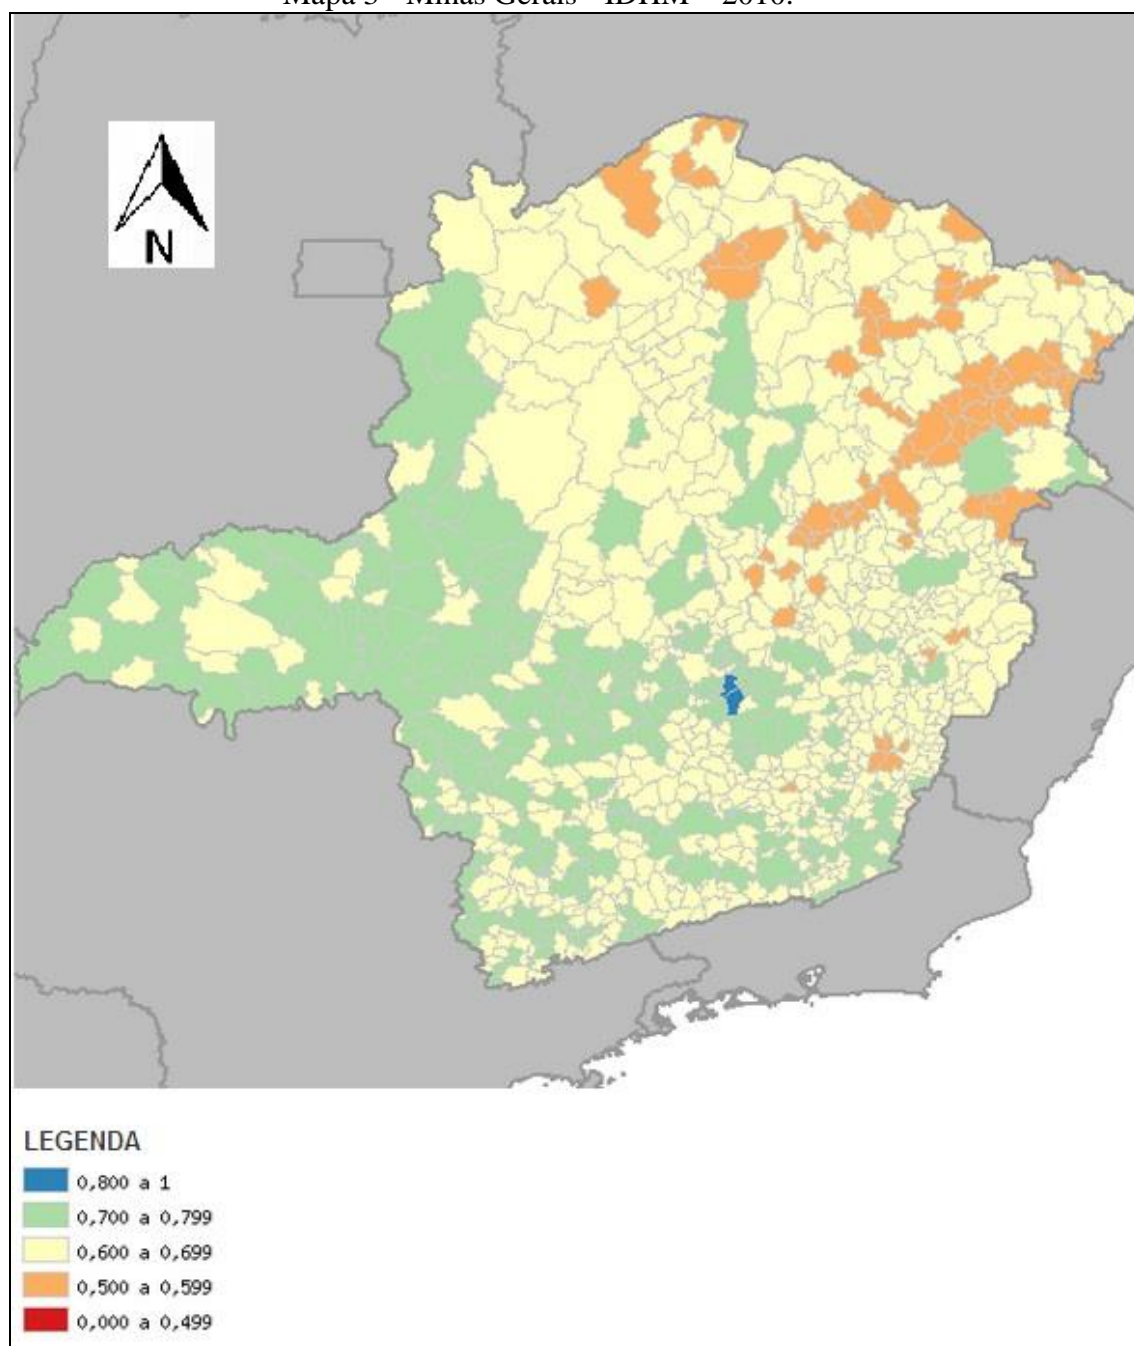 Mapa 3 - Minas Gerais - IDHM - 2010.
N
LEGENDA
0,800 a 1
0,700 a 0,799
0,600 a 0,699
0,500 a 0,599
0,000 a 0,499